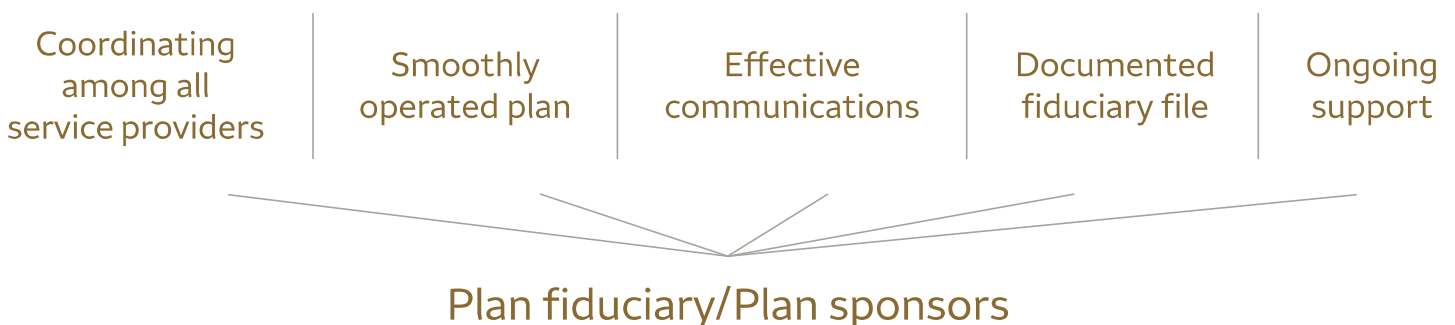 Coordinating
among all
service providers
Smoothly
operated plan
Effective
communications
Documented
fiduciary file
Ongoing
support
Plan fiduciary/Plan sponsors